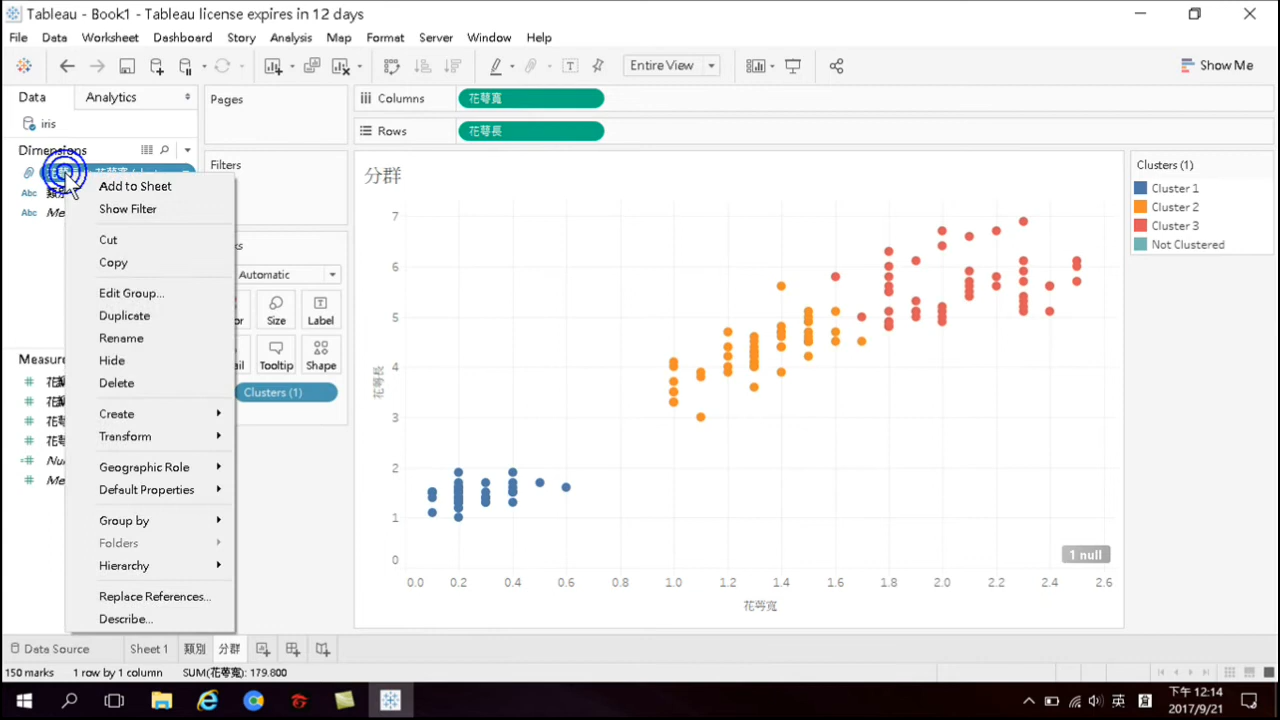 Tableau - Book1 - Tableau license expires in 12 days
File Data Worksheet Dashboard Story Analysis Map Format Server Window Help
Entire View
Show Me
Data Analytics
iris
Dimensions
Abc
Abc
Measu
花
花
Add to Sheet
Show Filter
Cut
Copy
Edit Group...
Duplicate
Rename
Hide
Delete
Create
Transform
Geographic Role
Default Properties
Group by
Folders
Hierarchy
Replace References...
Describe...
Pages
Filters
Automatic
Size
Label
Tooltip
Shape
Clusters (1)
Columns
花萼寬
Rows
花萼長
分群
7
6
5
4
3
2
1
0
花萼長
0.0 0.2 0.4 0.6 0.8 1.0 1.2 1.4 1.6 1.8 2.0 2.2 2.4 2.6
花萼寬
1 null
Clusters (1)
Cluster 1
Cluster 2
Cluster 3
Not Clustered
Data Source Sheet 1 類別 分群
150 marks 1 row by 1 column SUM(花萼寬): 179.800
英
下午 12:14
2017/9/21